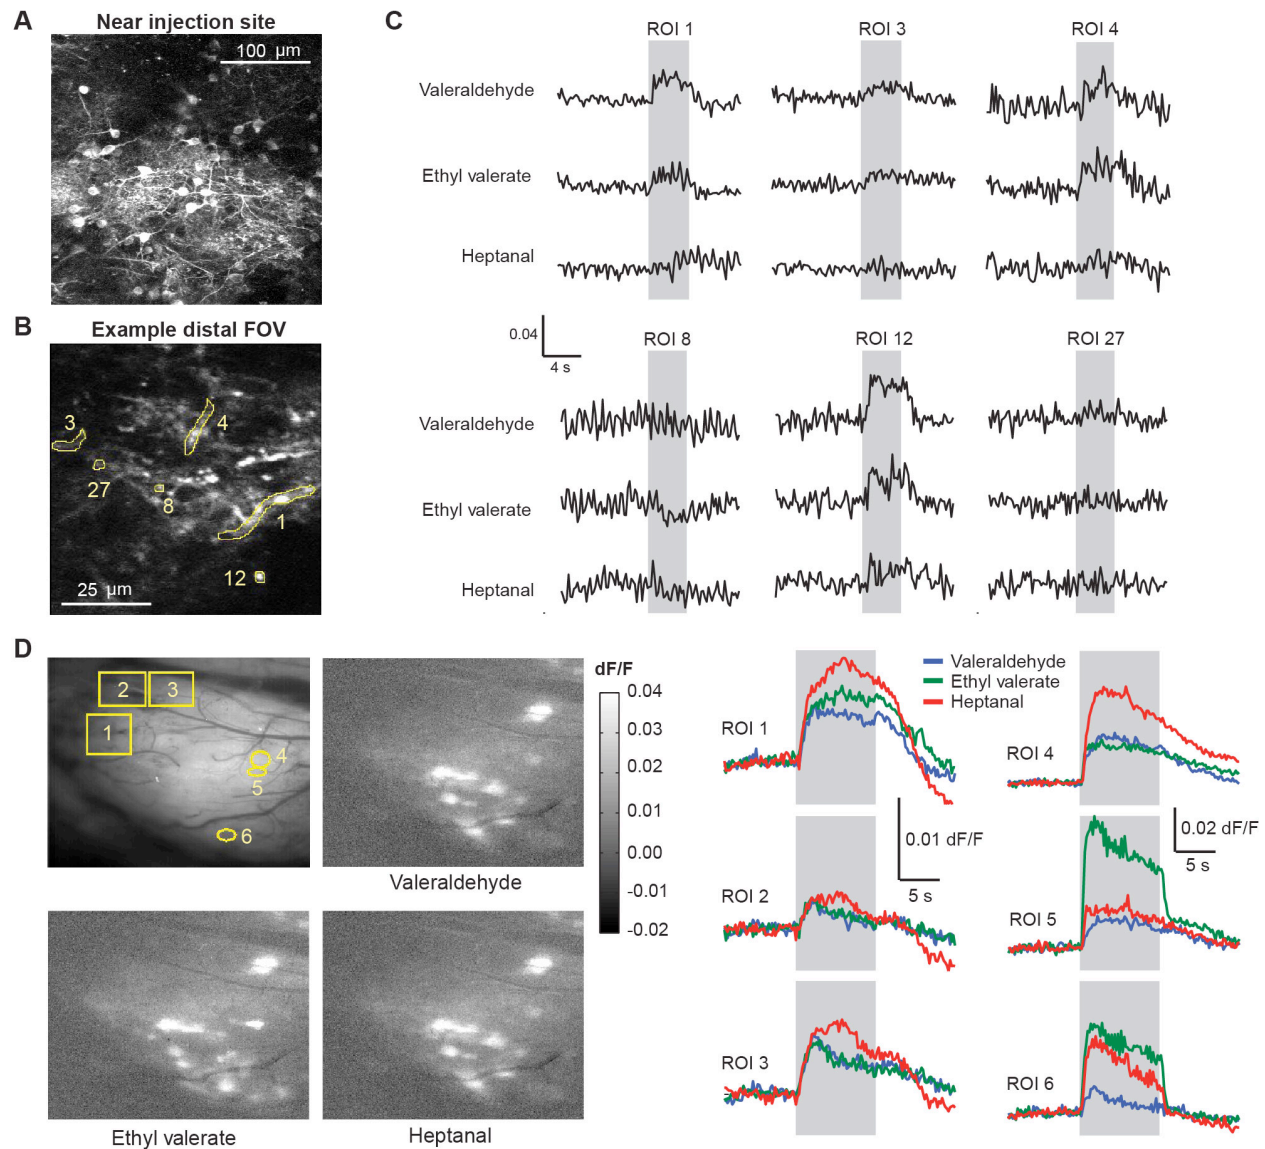 A
Near injection site
100 µm
B
Example distal FOV
3
4
27
8
1
12
25 µm
C
ROI 1
ROI 3
ROI 4
Valeraldehyde
Ethyl valerate
Heptanal
0.04
4 s
ROI 8
ROI 12
ROI 27
Valeraldehyde
Ethyl valerate
Heptanal
D
2
3
1
4
5
6
Valeraldehyde
Ethyl valerate
Heptanal
dF/F
0.04
0.03
0.02
0.01
0.00
-0.01
-0.02
Valeraldehyde
Ethyl valerate
Heptanal
ROI 1
ROI 4
0.01 dF/F
5 s
0.02 dF/F
5 s
ROI 2
ROI 5
ROI 3
ROI 6